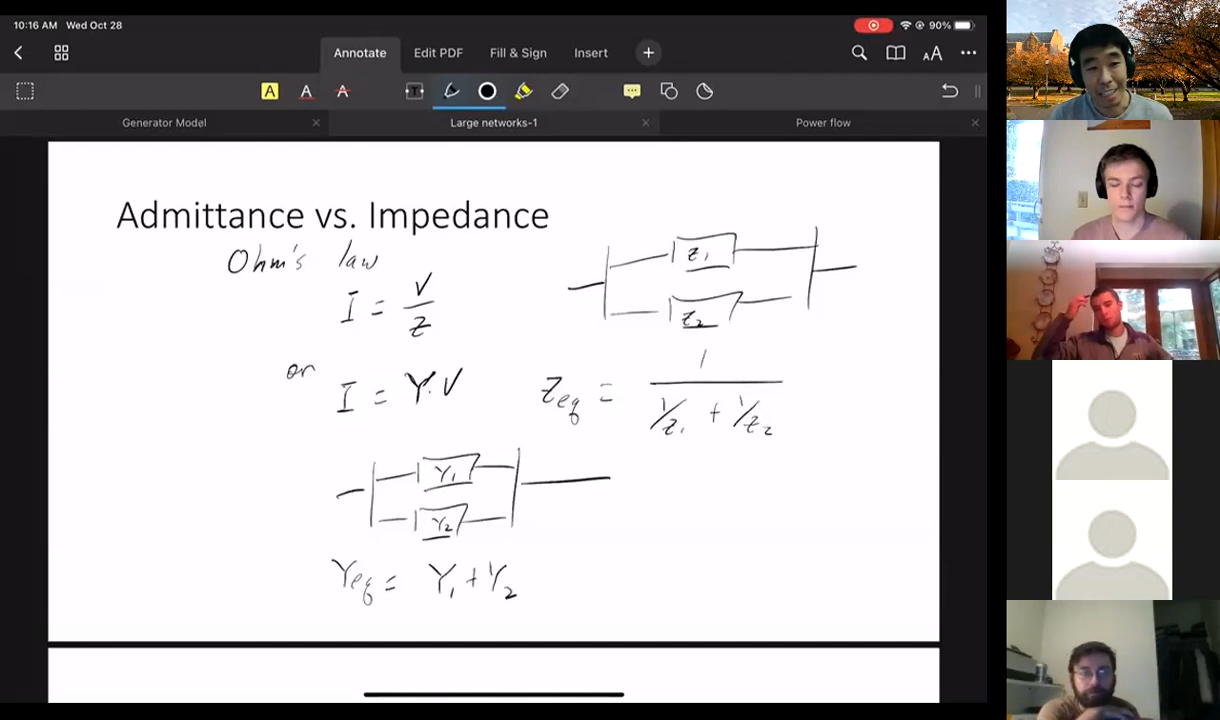 10:16 AM Wed Oct 28
90%
Annotate Edit PDF Fill & Sign Insert
Generator Model Large networks-1 Power flow
Admittance vs. Impedance
Ohm's law
I = V/Z
or
I = Y·V
Z₁
Z₂
Zeq = 1/(1/Z₁ + 1/Z₂)
Y₁
Y₂
Yeq = Y₁ + Y₂